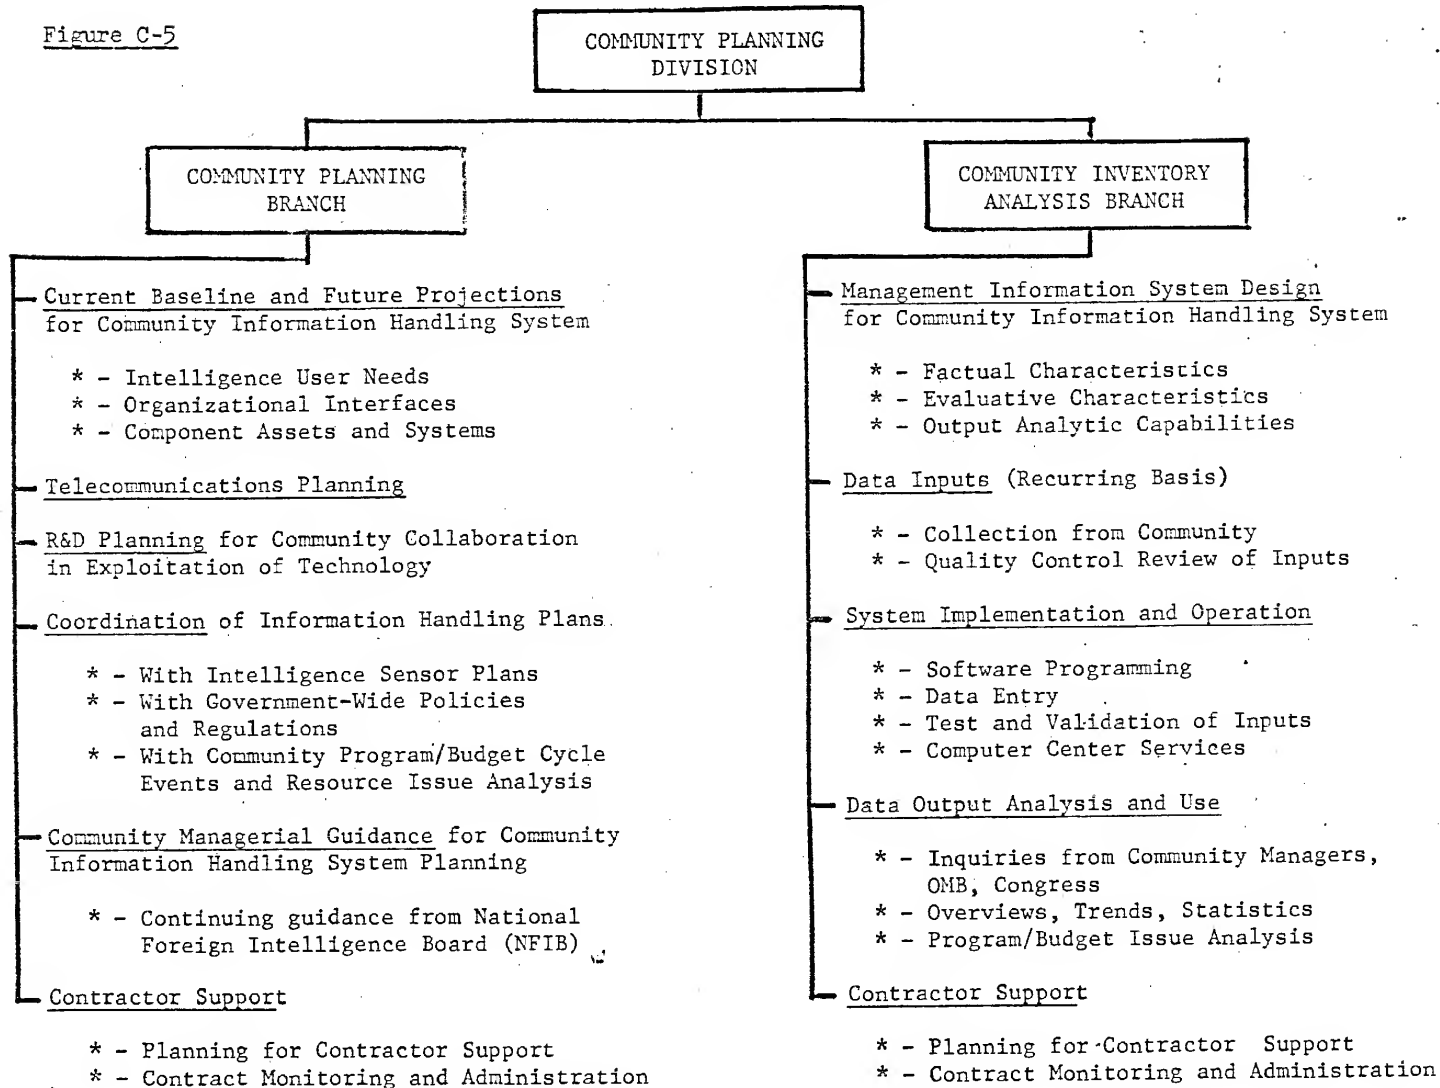 Figure C-5
COMMUNITY PLANNING
DIVISION
COMMUNITY PLANNING
BRANCH
Current Baseline and Future Projections
for Community Information Handling System
* - Intelligence User Needs
* - Organizational Interfaces
* - Component Assets and Systems
Telecommunications Planning
R&D Planning for Community Collaboration
in Exploitation of Technology
Coordination of Information Handling Plans
* - With Intelligence Sensor Plans
* - With Government-Wide Policies
and Regulations
* - With Community Program/Budget Cycle
Events and Resource Issue Analysis
Community Managerial Guidance for Community
Information Handling System Planning
* - Continuing guidance from National
Foreign Intelligence Board (NFIB)
Contractor Support
* - Planning for Contractor Support
* - Contract Monitoring and Administration
COMMUNITY INVENTORY
ANALYSIS BRANCH
Management Information System Design
for Community Information Handling System
* - Factual Characteristics
* - Evaluative Characteristics
* - Output Analytic Capabilities
Data Inputs (Recurring Basis)
* - Collection from Community
* - Quality Control Review of Inputs
System Implementation and Operation
* - Software Programming
* - Data Entry
* - Test and Validation of Inputs
* - Computer Center Services
Data Output Analysis and Use
* - Inquiries from Community Managers,
OMB, Congress
* - Overviews, Trends, Statistics
* - Program/Budget Issue Analysis
Contractor Support
* - Planning for Contractor Support
* - Contract Monitoring and Administration